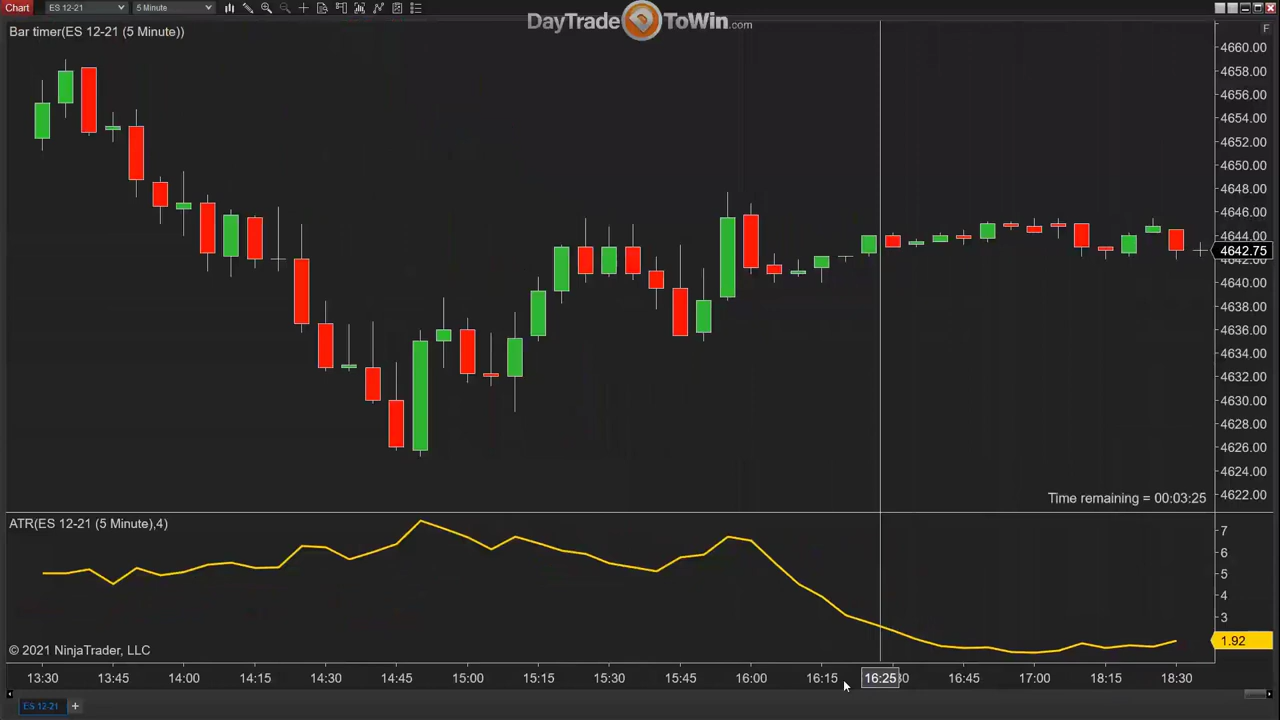 Chart ES 12-21 5 Minute
DayTradeToWin.com
Bar timer(ES 12-21 (5 Minute))
F
4660.00
4658.00
4656.00
4654.00
4652.00
4650.00
4648.00
4646.00
4644.00
4642.75
4640.00
4638.00
4636.00
4634.00
4632.00
4630.00
4628.00
4626.00
4624.00
4622.00
Time remaining = 00:03:25
ATR(ES 12-21 (5 Minute),4)
7
6
5
4
3
1.92
© 2021 NinjaTrader, LLC
13:30 13:45 14:00 14:15 14:30 14:45 15:00 15:15 15:30 15:45 16:00 16:15 16:25 16:45 17:00 18:15 18:30
ES 12-21 +